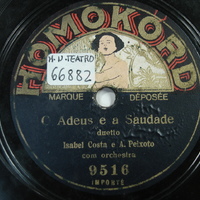 HOMOKORD
M. V. TEATRO
66882
MARQUE DÉPOSÉE
O Adeus e a Saudade
duetto
Isabel Costa e A. Peixoto
com orchestra
9516
IMPORTÉ